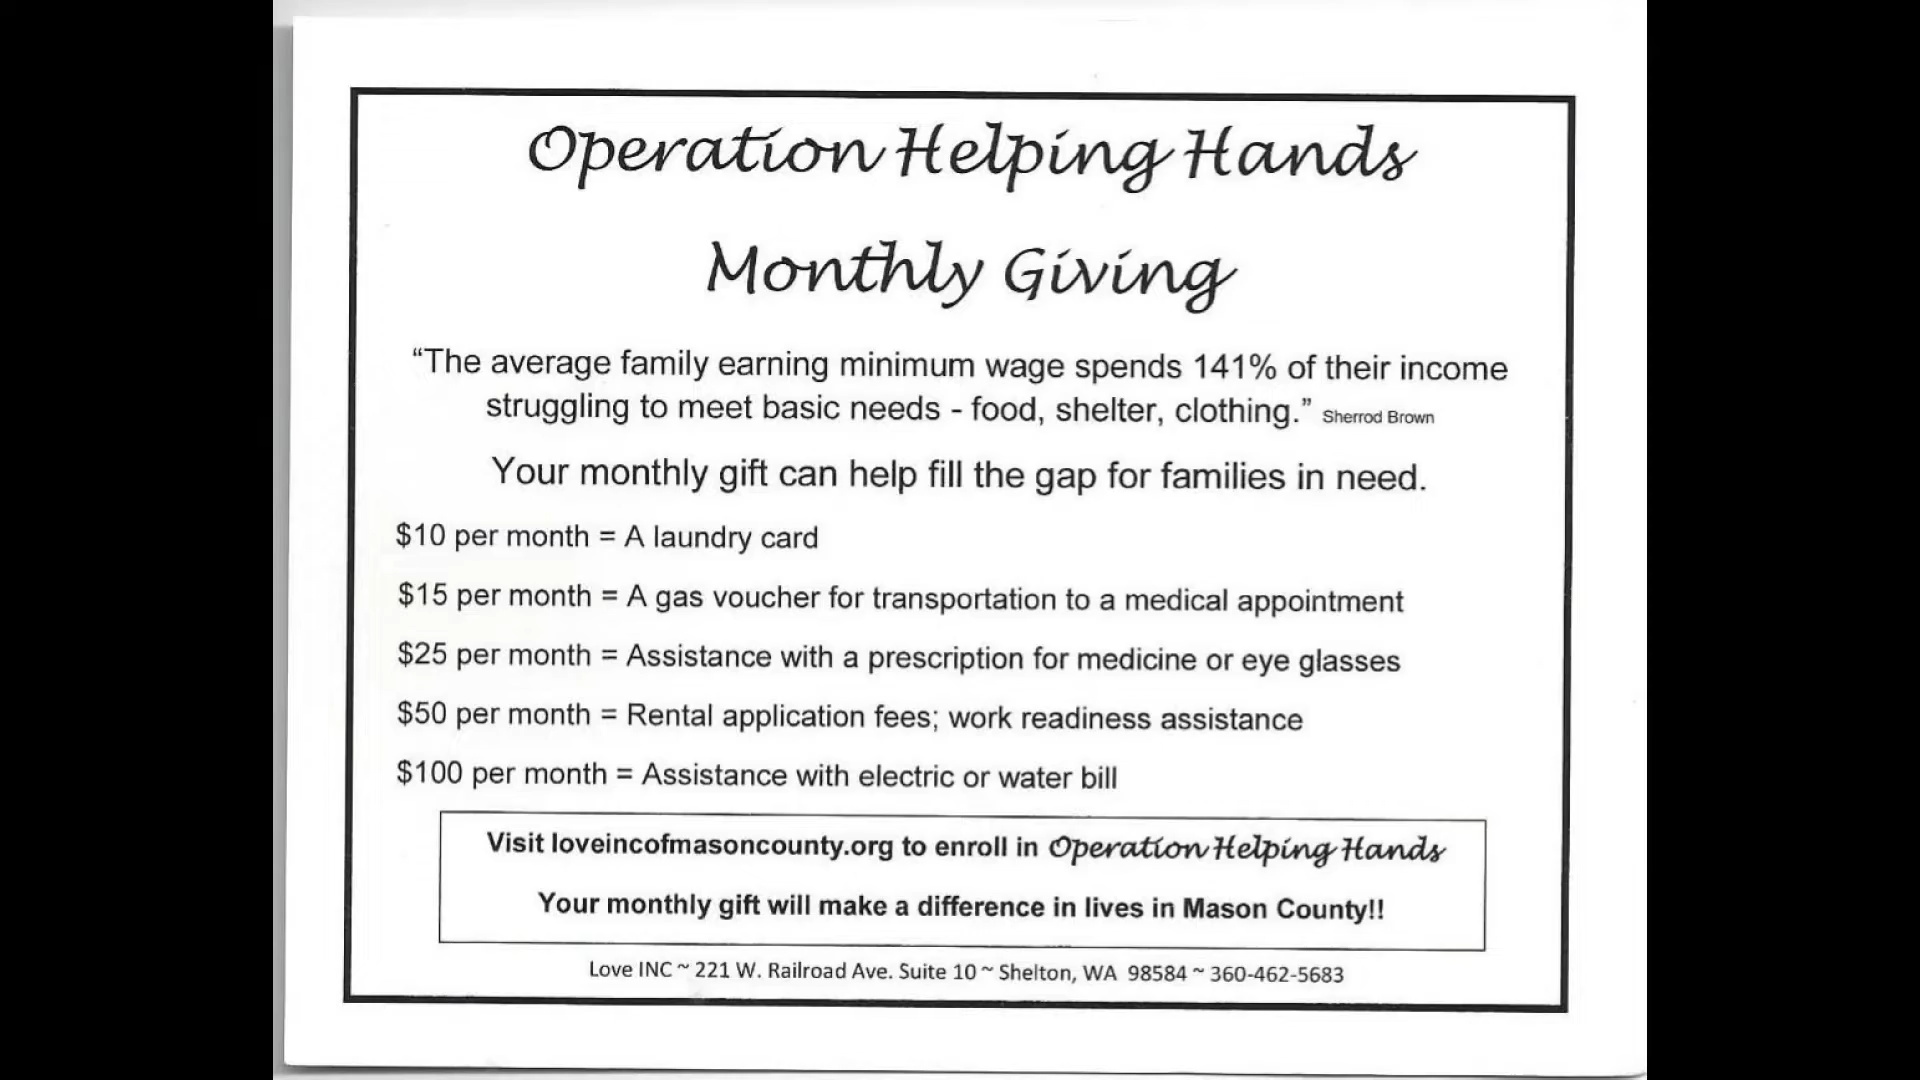 Operation Helping Hands
Monthly Giving
“The average family earning minimum wage spends 141% of their income
struggling to meet basic needs - food, shelter, clothing.” Sherrod Brown
Your monthly gift can help fill the gap for families in need.
$10 per month = A laundry card
$15 per month = A gas voucher for transportation to a medical appointment
$25 per month = Assistance with a prescription for medicine or eye glasses
$50 per month = Rental application fees; work readiness assistance
$100 per month = Assistance with electric or water bill
Visit loveincofmasoncounty.org to enroll in Operation Helping Hands
Your monthly gift will make a difference in lives in Mason County!!
Love INC ~ 221 W. Railroad Ave. Suite 10 ~ Shelton, WA 98584 ~ 360-462-5683